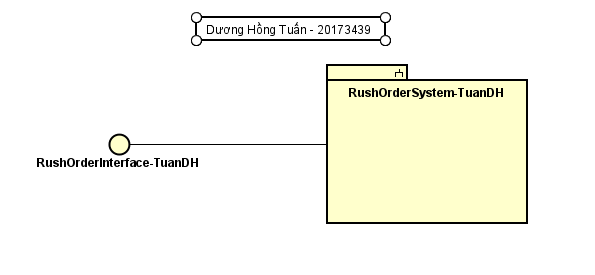 Dương Hồng Tuấn - 20173439
RushOrderSystem-TuanDH
RushOrderInterface-TuanDH